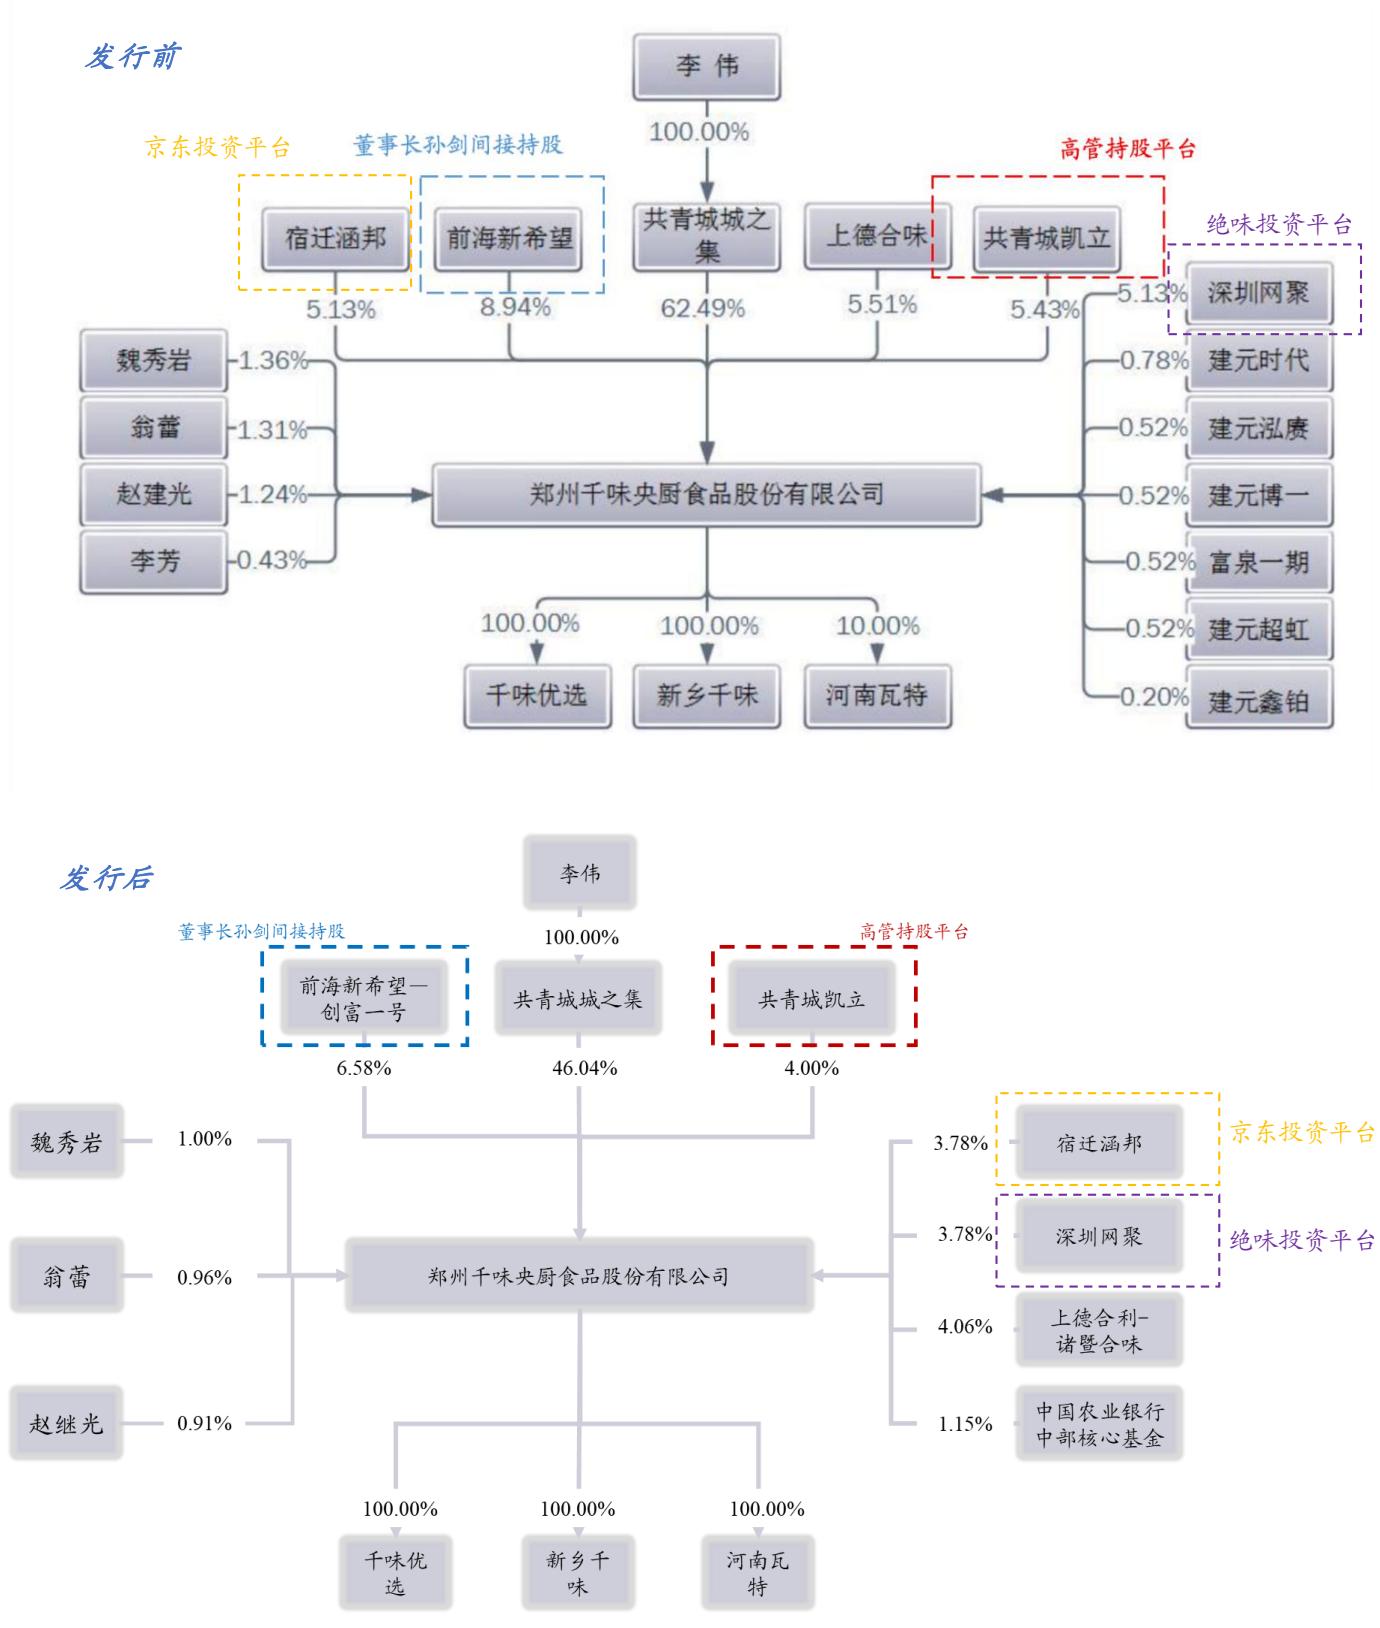 发行前
李 伟
100.00%
京东投资平台
董事长孙剑间接持股
高管持股平台
绝味投资平台
宿迁涵邦
前海新希望
共青城城之
集
上德合味
共青城凯立
深圳网聚
5.13%
8.94%
62.49%
5.51%
5.43%
5.13%
魏秀岩
1.36%
0.78%
建元时代
翁蕾
1.31%
0.52%
建元泓赓
赵建光
1.24%
郑州千味央厨食品股份有限公司
0.52%
建元博一
李芳
0.43%
0.52%
富泉一期
100.00%
100.00%
10.00%
0.52%
建元超虹
千味优选
新乡千味
河南瓦特
0.20%
建元鑫铂
发行后
李伟
100.00%
董事长孙剑间接持股
高管持股平台
前海新希望—
创富一号
共青城城之集
共青城凯立
6.58%
46.04%
4.00%
魏秀岩
1.00%
3.78%
宿迁涵邦
京东投资平台
3.78%
深圳网聚
绝味投资平台
翁蕾
0.96%
郑州千味央厨食品股份有限公司
4.06%
上德合利-
诸暨合味
赵继光
0.91%
1.15%
中国农业银行
中部核心基金
100.00%
100.00%
100.00%
千味优
选
新乡千
味
河南瓦
特